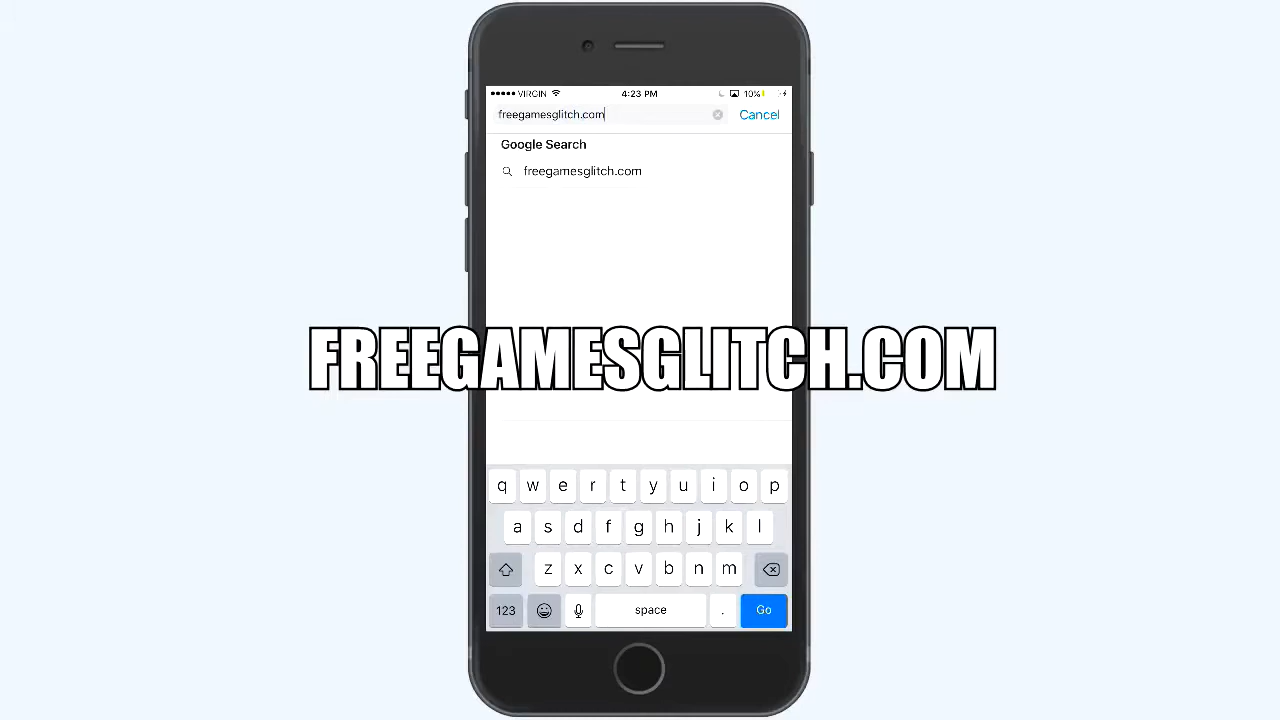 VIRGIN 4:23 PM 10%
freegamesglitch.com Cancel
Google Search
freegamesglitch.com
FREEGAMESGLITCH.COM
q w e r t y u i o p
a s d f g h j k l
z x c v b n m
123 space . Go